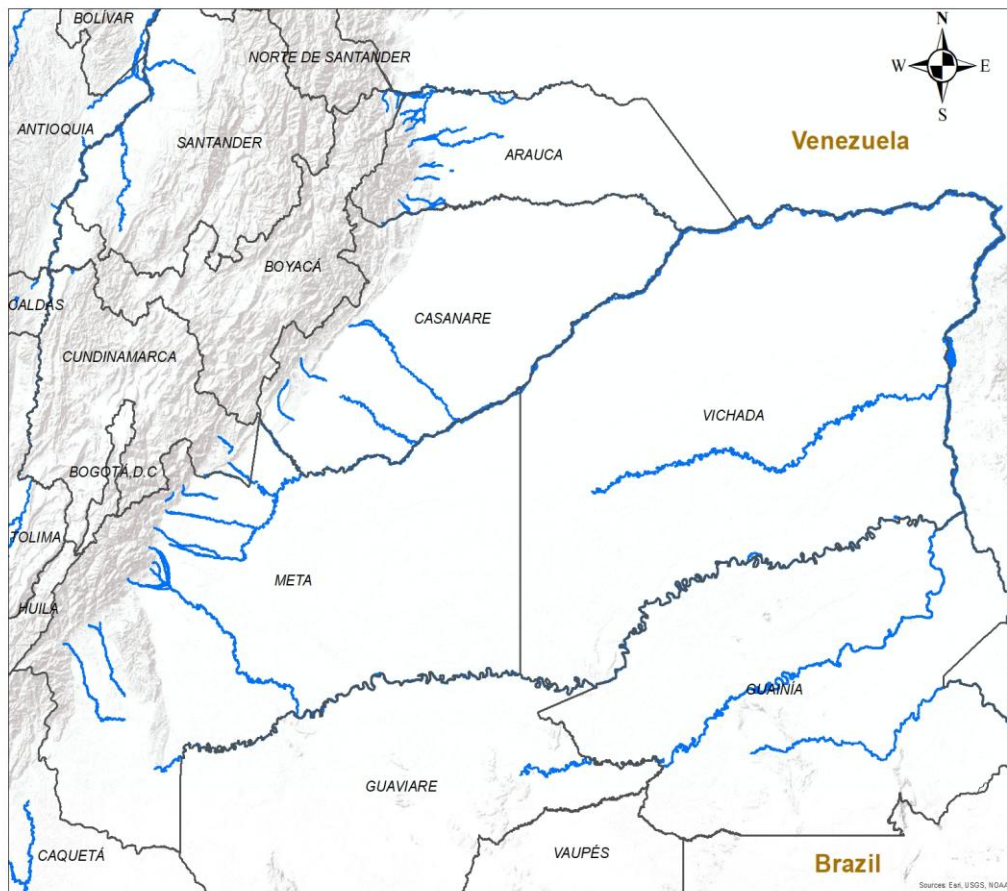 BOLÍVAR
N
NORTE DE SANTANDER
W
E
S
ANTIOQUIA
SANTANDER
ARAUCA
Venezuela
BOYACÁ
CALDAS
CASANARE
CUNDINAMARCA
VICHADA
BOGOTÁ D.C
TOLIMA
META
HUILA
GUAINÍA
GUAVIARE
CAQUETÁ
VAUPÉS
Brazil
Sources: Esri, USGS, NOAA